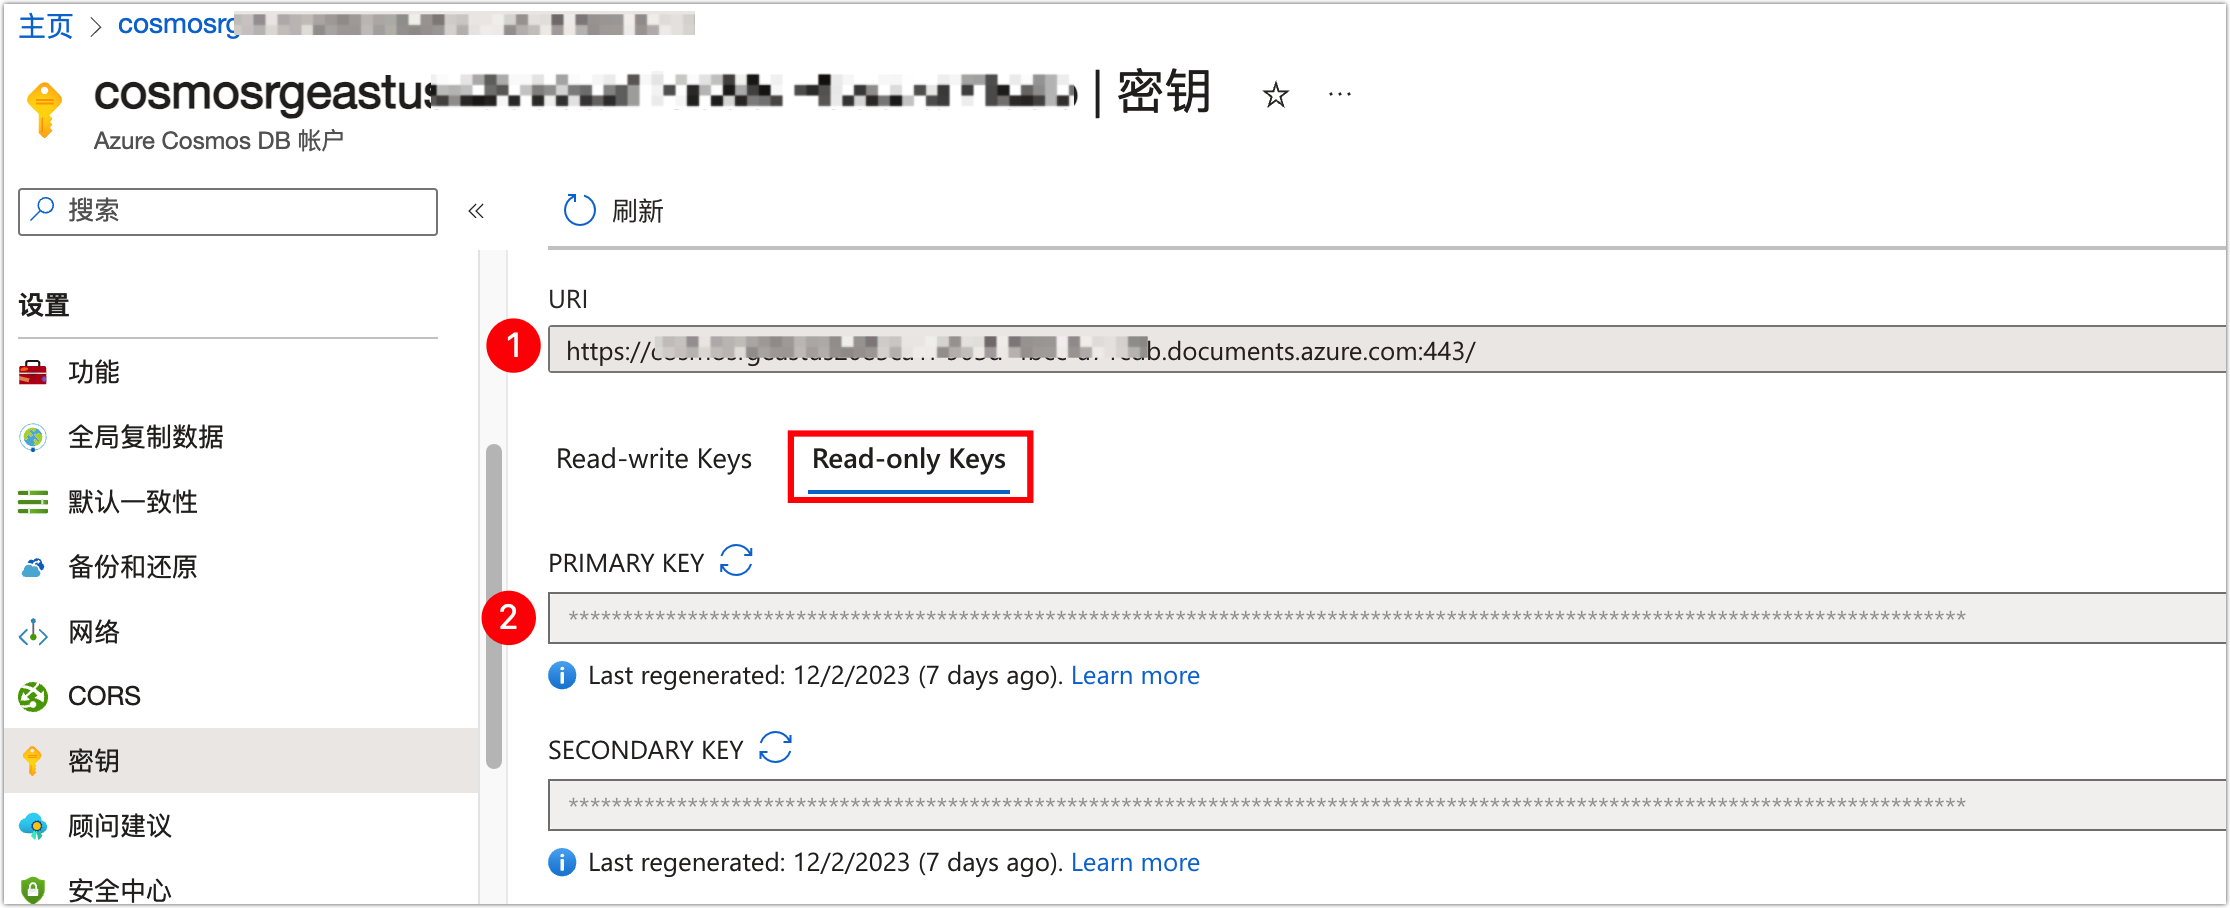 主页 > cosmosrg
cosmosrgeastus | 密钥 ☆ ...
Azure Cosmos DB 帐户
搜索 «
刷新
设置
URI
1 https:// b.documents.azure.com:443/
功能
全局复制数据
Read-write Keys Read-only Keys
默认一致性
备份和还原
PRIMARY KEY
网络
2 **********************************************************************************************************************************
Last regenerated: 12/2/2023 (7 days ago). Learn more
CORS
密钥
SECONDARY KEY
**********************************************************************************************************************************
顾问建议
Last regenerated: 12/2/2023 (7 days ago). Learn more
安全中心